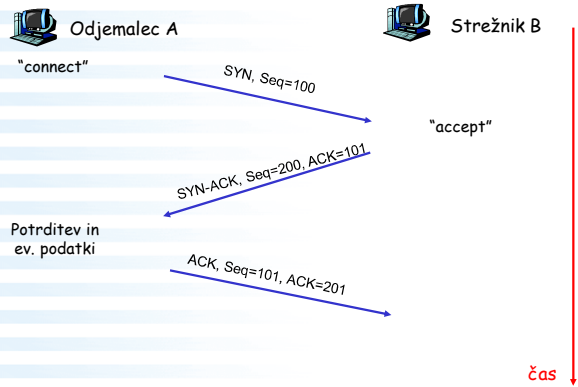 Odjemalec A
Strežnik B
“connect”
SYN, Seq=100
“accept”
SYN-ACK, Seq=200, ACK=101
Potrditev in
ev. podatki
ACK, Seq=101, ACK=201
čas